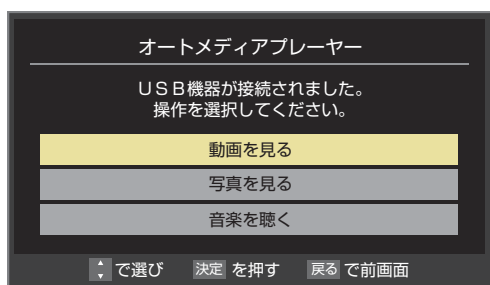 オートメディアプレーヤー
ＵＳＢ機器が接続されました。
操作を選択してください。
動画を見る
写真を見る
音楽を聴く
で選び 決定 を押す 戻る で前画面